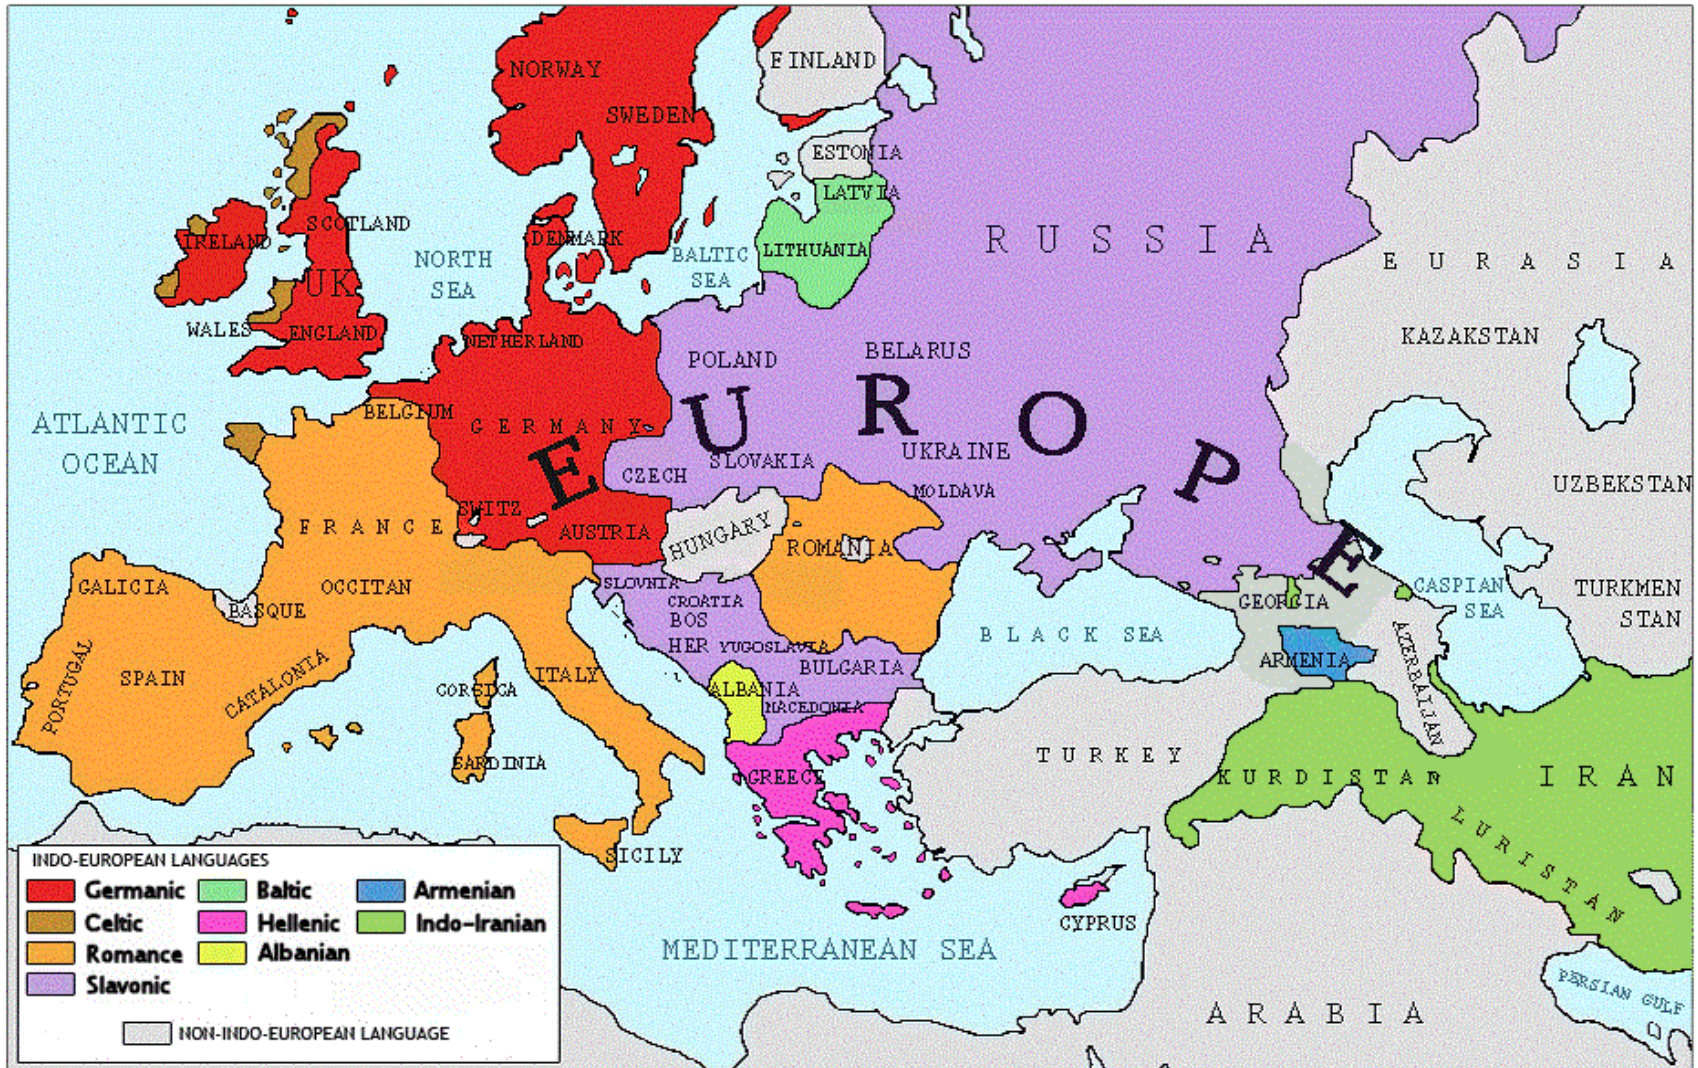 NORWAY
FINLAND
SWEDEN
ESTONIA
LATVIA
SCOTLAND
IRELAND
DENMARK
LITHUANIA
RUSSIA
NORTH
SEA
BALTIC
SEA
EURASIA
UK
WALES
ENGLAND
NETHERLAND
KAZAKSTAN
POLAND
BELARUS
EUROPE
ATLANTIC
OCEAN
BELGIUM
GERMANY
CZECH
SLOVAKIA
UKRAINE
MOLDAVA
UZBEKSTAN
SWITZ
FRANCE
AUSTRIA
HUNGARY
ROMANIA
GALICIA
BASQUE
OCCITAN
SLOVNIA
CROATIA
BOS
HER
YUGOSLAVIA
BULGARIA
GEORGIA
CASPIAN
SEA
TURKMEN
STAN
BLACK SEA
PORTUGAL
SPAIN
CATALONIA
CORSICA
ITALY
ALBANIA
MACEDONIA
ARMENIA
AZERBAIJAN
SARDINIA
GREECE
TURKEY
KURDISTAN
IRAN
LURISTAN
SICILY
CYPRUS
MEDITERRANEAN SEA
PERSIAN GULF
ARABIA
INDO-EUROPEAN LANGUAGES
Germanic
Baltic
Armenian
Celtic
Hellenic
Indo-Iranian
Romance
Albanian
Slavonic
NON-INDO-EUROPEAN LANGUAGE